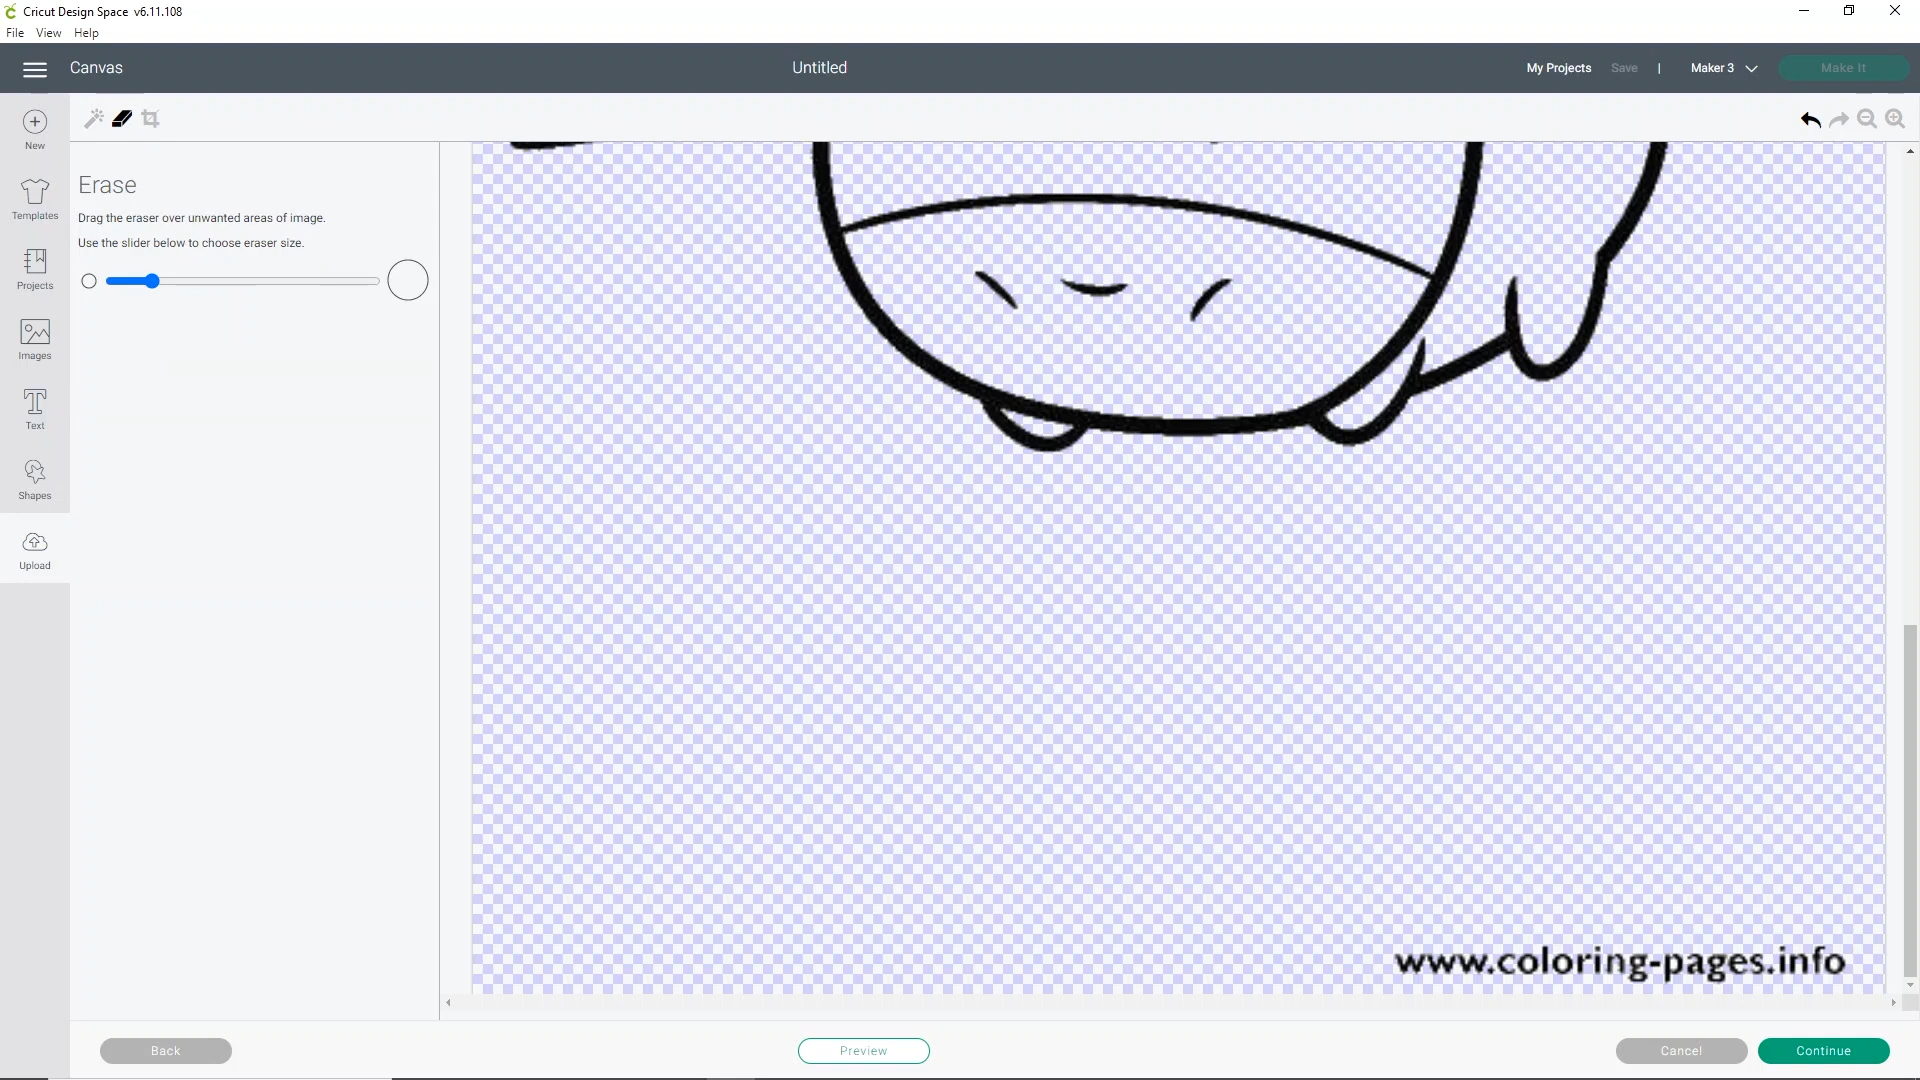 Cricut Design Space v6.11.108
File View Help
Canvas
Untitled
My Projects Save | Maker 3 Make It
New
Templates
Projects
Images
Text
Shapes
Upload
Erase
Drag the eraser over unwanted areas of image.
Use the slider below to choose eraser size.
www.coloring-pages.info
Back
Preview
Cancel
Continue